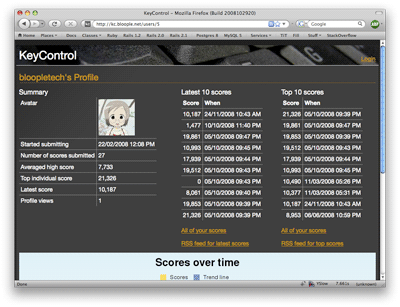 KeyControl – Mozilla Firefox (Build 2008102920)
http://kc.bloople.net/users/5
Home Places Dev Ruby Rails 1.2 Rails 2.0 Rails 2.1 Postgres 8 MySQL 5 Services TIT Fill StackOverflow
KeyControl
Login
bloopletech's Profile
Summary
Avatar
Started submitting 22/02/2008 12:08 PM
Number of scores submitted 27
Averaged high score 7,733
Top individual score 21,326
Latest score 10,187
Profile views 1
Latest 10 scores
Score When
10,187 24/11/2008 10:43 AM
1,477 10/10/2008 11:40 PM
19,861 05/10/2008 09:47 PM
10,993 05/10/2008 09:45 PM
17,939 05/10/2008 09:44 PM
19,512 05/10/2008 09:43 PM
0 05/10/2008 09:43 PM
8,061 05/10/2008 09:40 PM
19,853 05/10/2008 09:39 PM
21,326 05/10/2008 09:39 PM
All of your scores
RSS feed for latest scores
Top 10 scores
Score When
21,326 05/10/2008 09:39 PM
19,861 05/10/2008 09:47 PM
19,853 05/10/2008 09:39 PM
19,512 05/10/2008 09:43 PM
17,939 05/10/2008 09:44 PM
10,993 05/10/2008 09:45 PM
10,490 11/03/2008 05:26 PM
10,377 11/03/2008 05:31 PM
10,187 24/11/2008 10:43 AM
8,953 06/06/2008 10:59 PM
All of your scores
RSS feed for top scores
Scores over time
Scores Trend line
Done
YSlow 7.661s (unknown)